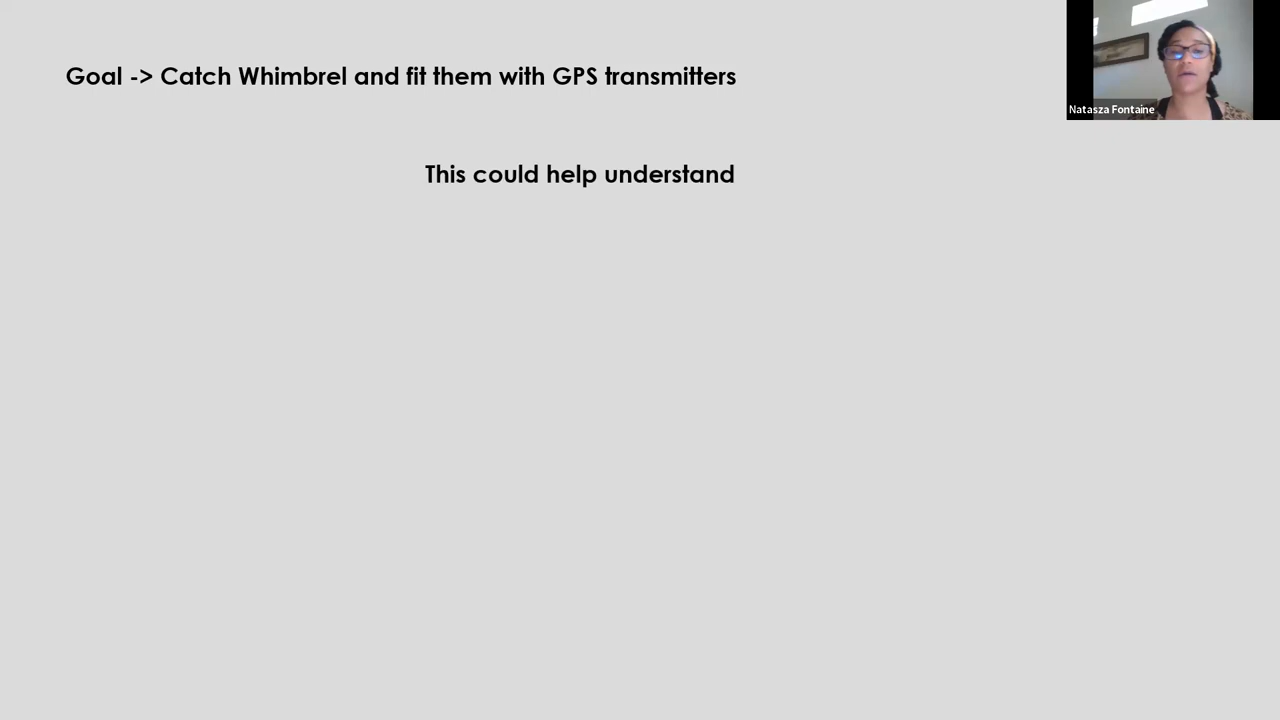 Goal -> Catch Whimbrel and fit them with GPS transmitters
Natasza Fontaine
This could help understand